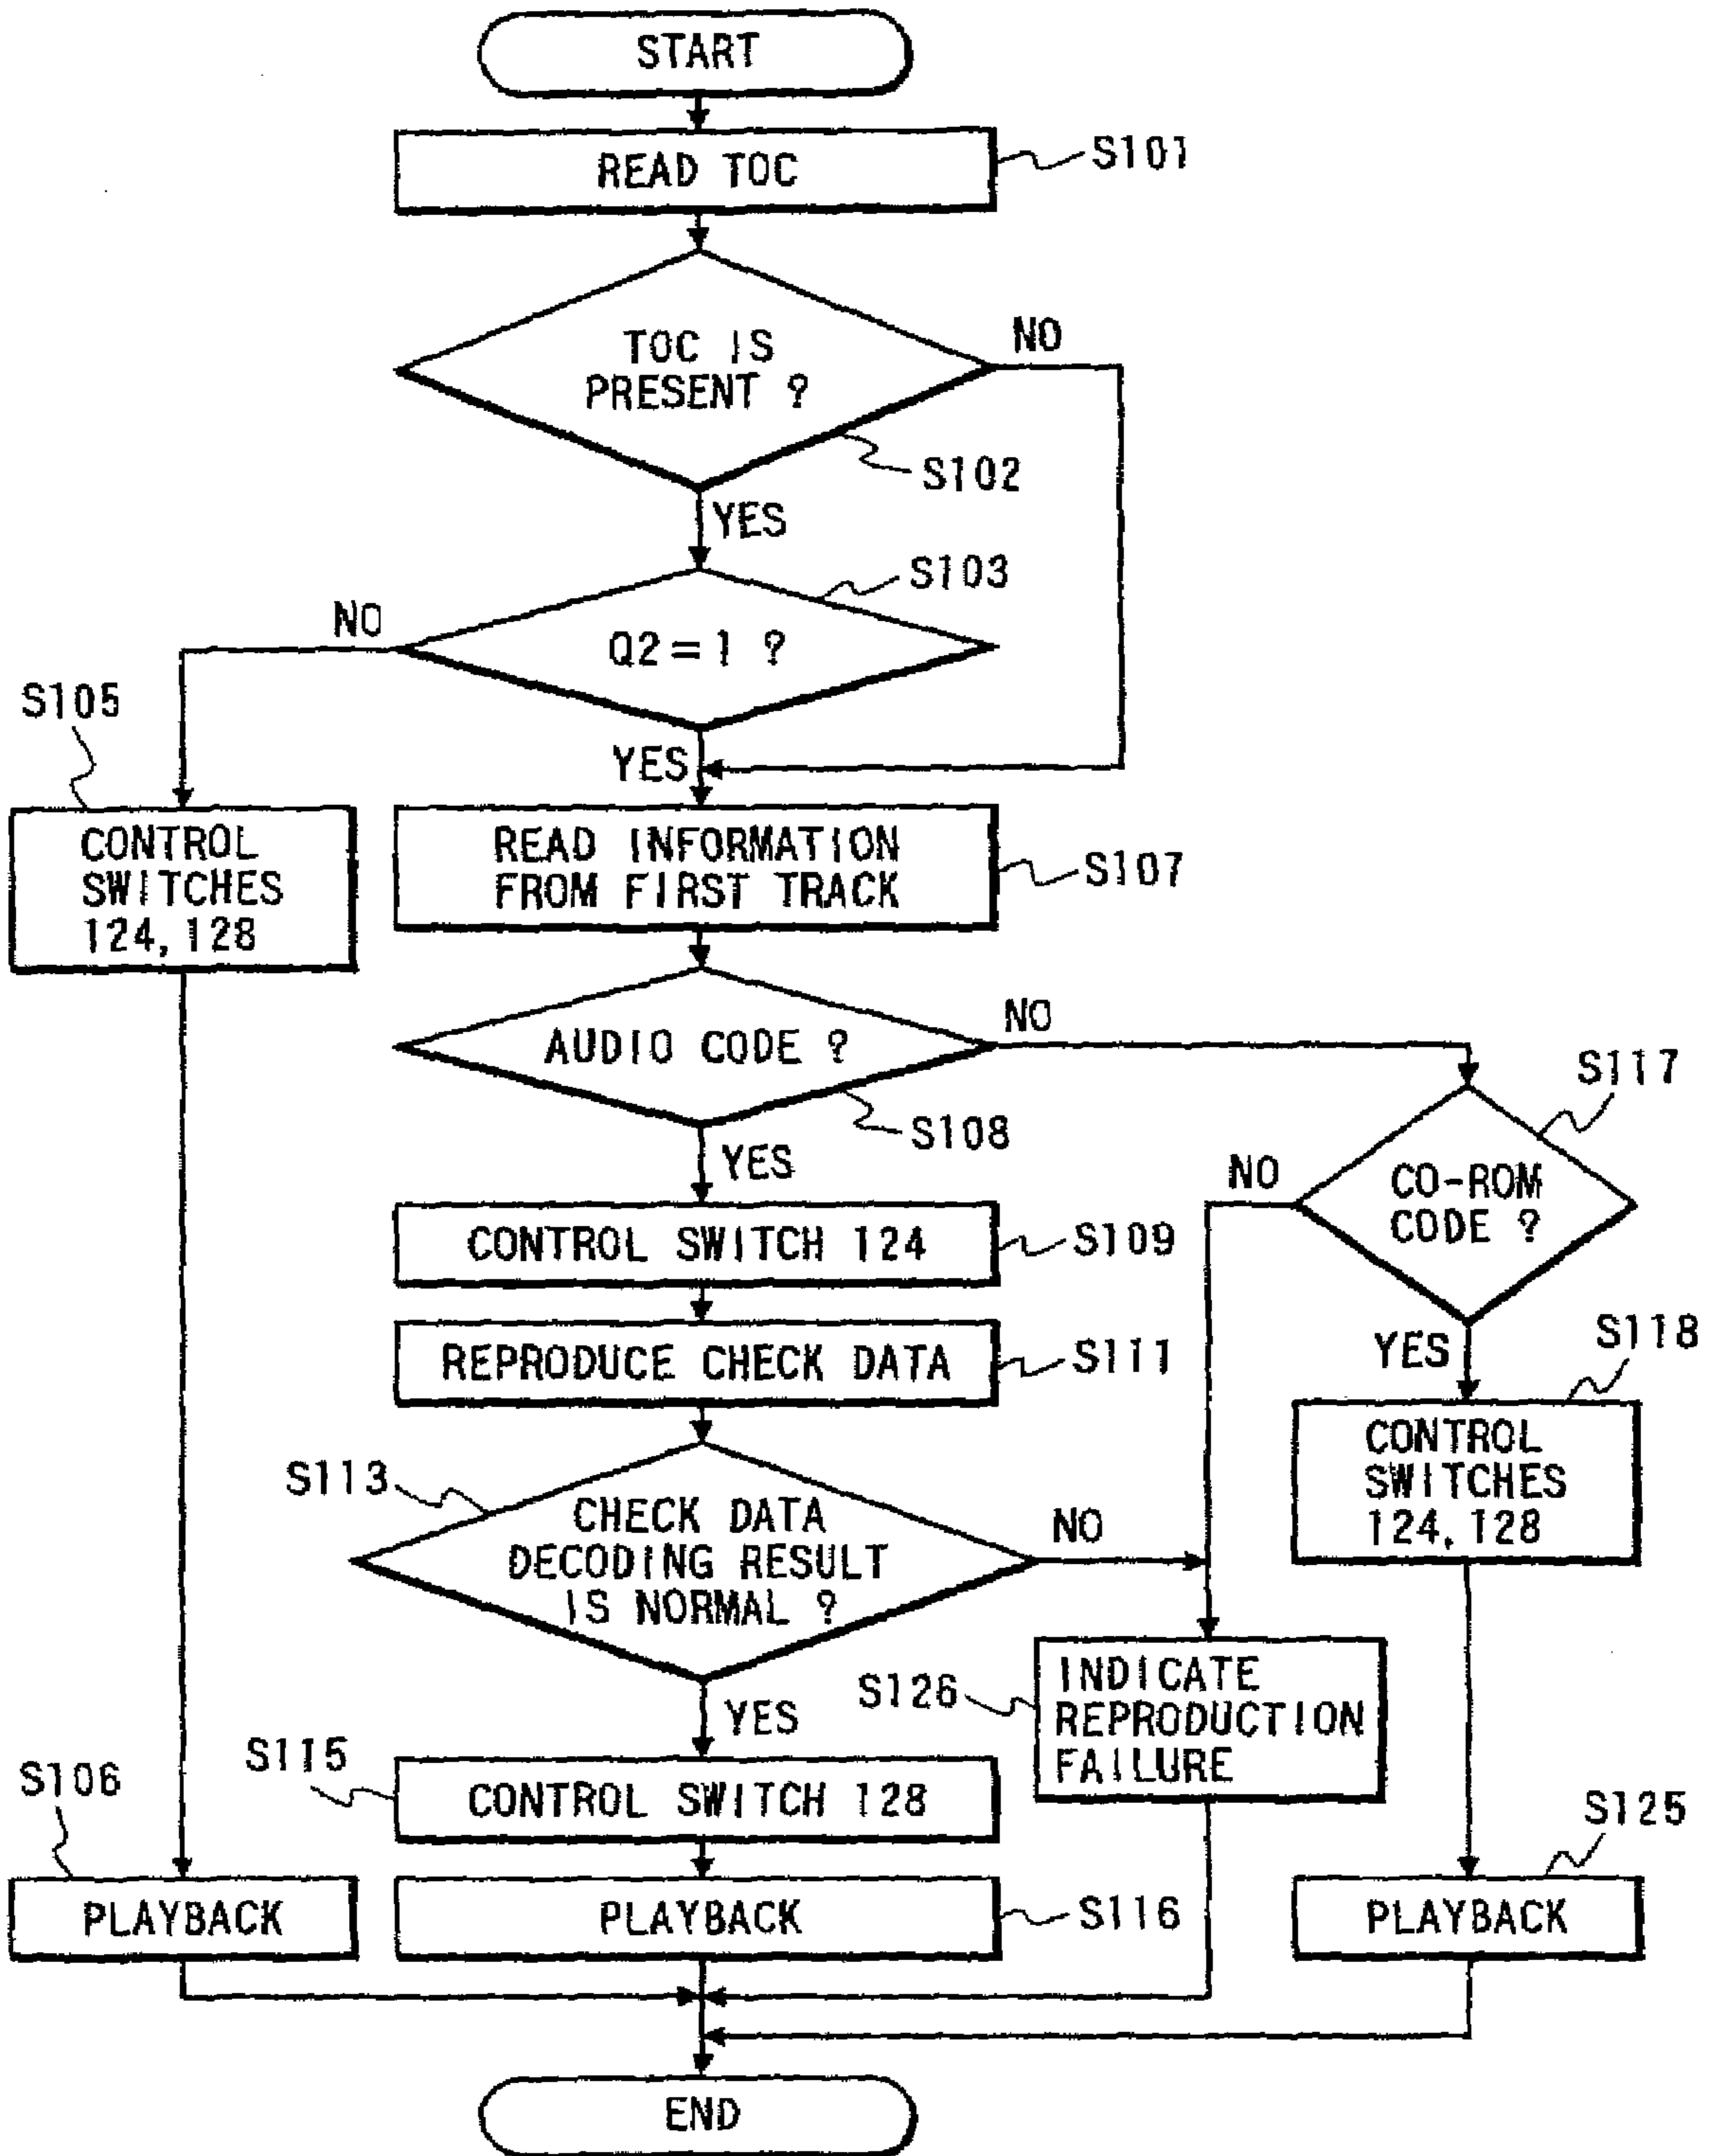 START
READ TOC
S101
TOC IS
PRESENT ?
NO
S102
YES
S103
Q2=1 ?
NO
S105
YES
CONTROL
SWITCHES
124, 128
READ INFORMATION
FROM FIRST TRACK
S107
AUDIO CODE ?
NO
S108
YES
S117
CO-ROM
CODE ?
NO
YES
CONTROL SWITCH 124
S109
REPRODUCE CHECK DATA
S111
S118
CONTROL
SWITCHES
124, 128
S113
CHECK DATA
DECODING RESULT
IS NORMAL ?
NO
YES
S126
INDICATE
REPRODUCTION
FAILURE
S115
CONTROL SWITCH 128
S106
PLAYBACK
PLAYBACK
S116
S125
PLAYBACK
END